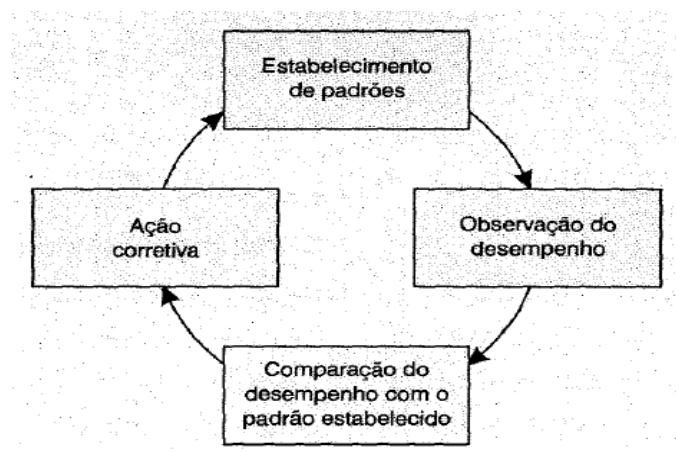 Estabelecimento
de padrões
Observação do
desempenho
Comparação do
desempenho com o
padrão estabelecido
Ação
corretiva